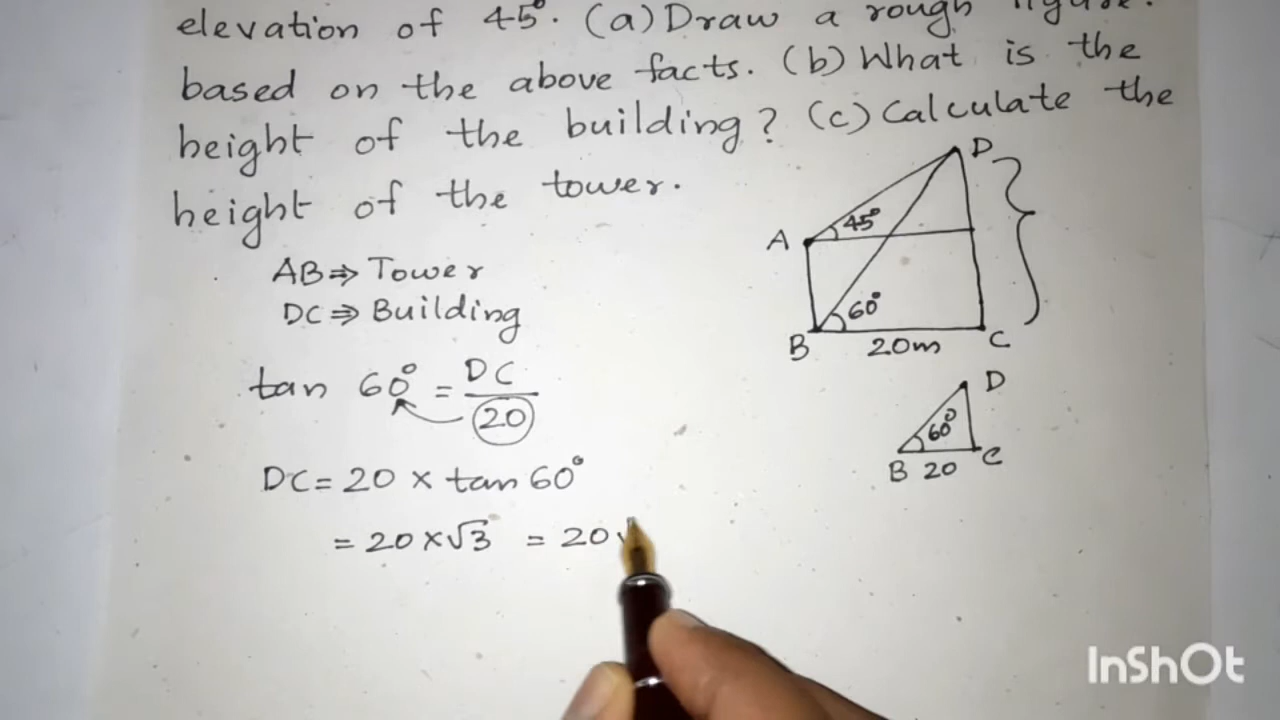 elevation of 45°. (a) Draw a rough figure.
based on the above facts. (b) What is the
height of the building? (c) Calculate the
height of the tower.
D
45°
A
60°
B 20m C
AB ⇒ Tower
DC ⇒ Building
tan 60° = DC/20
D
60°
B 20 C
DC = 20 × tan 60°
= 20 × √3 = 20
InShOt